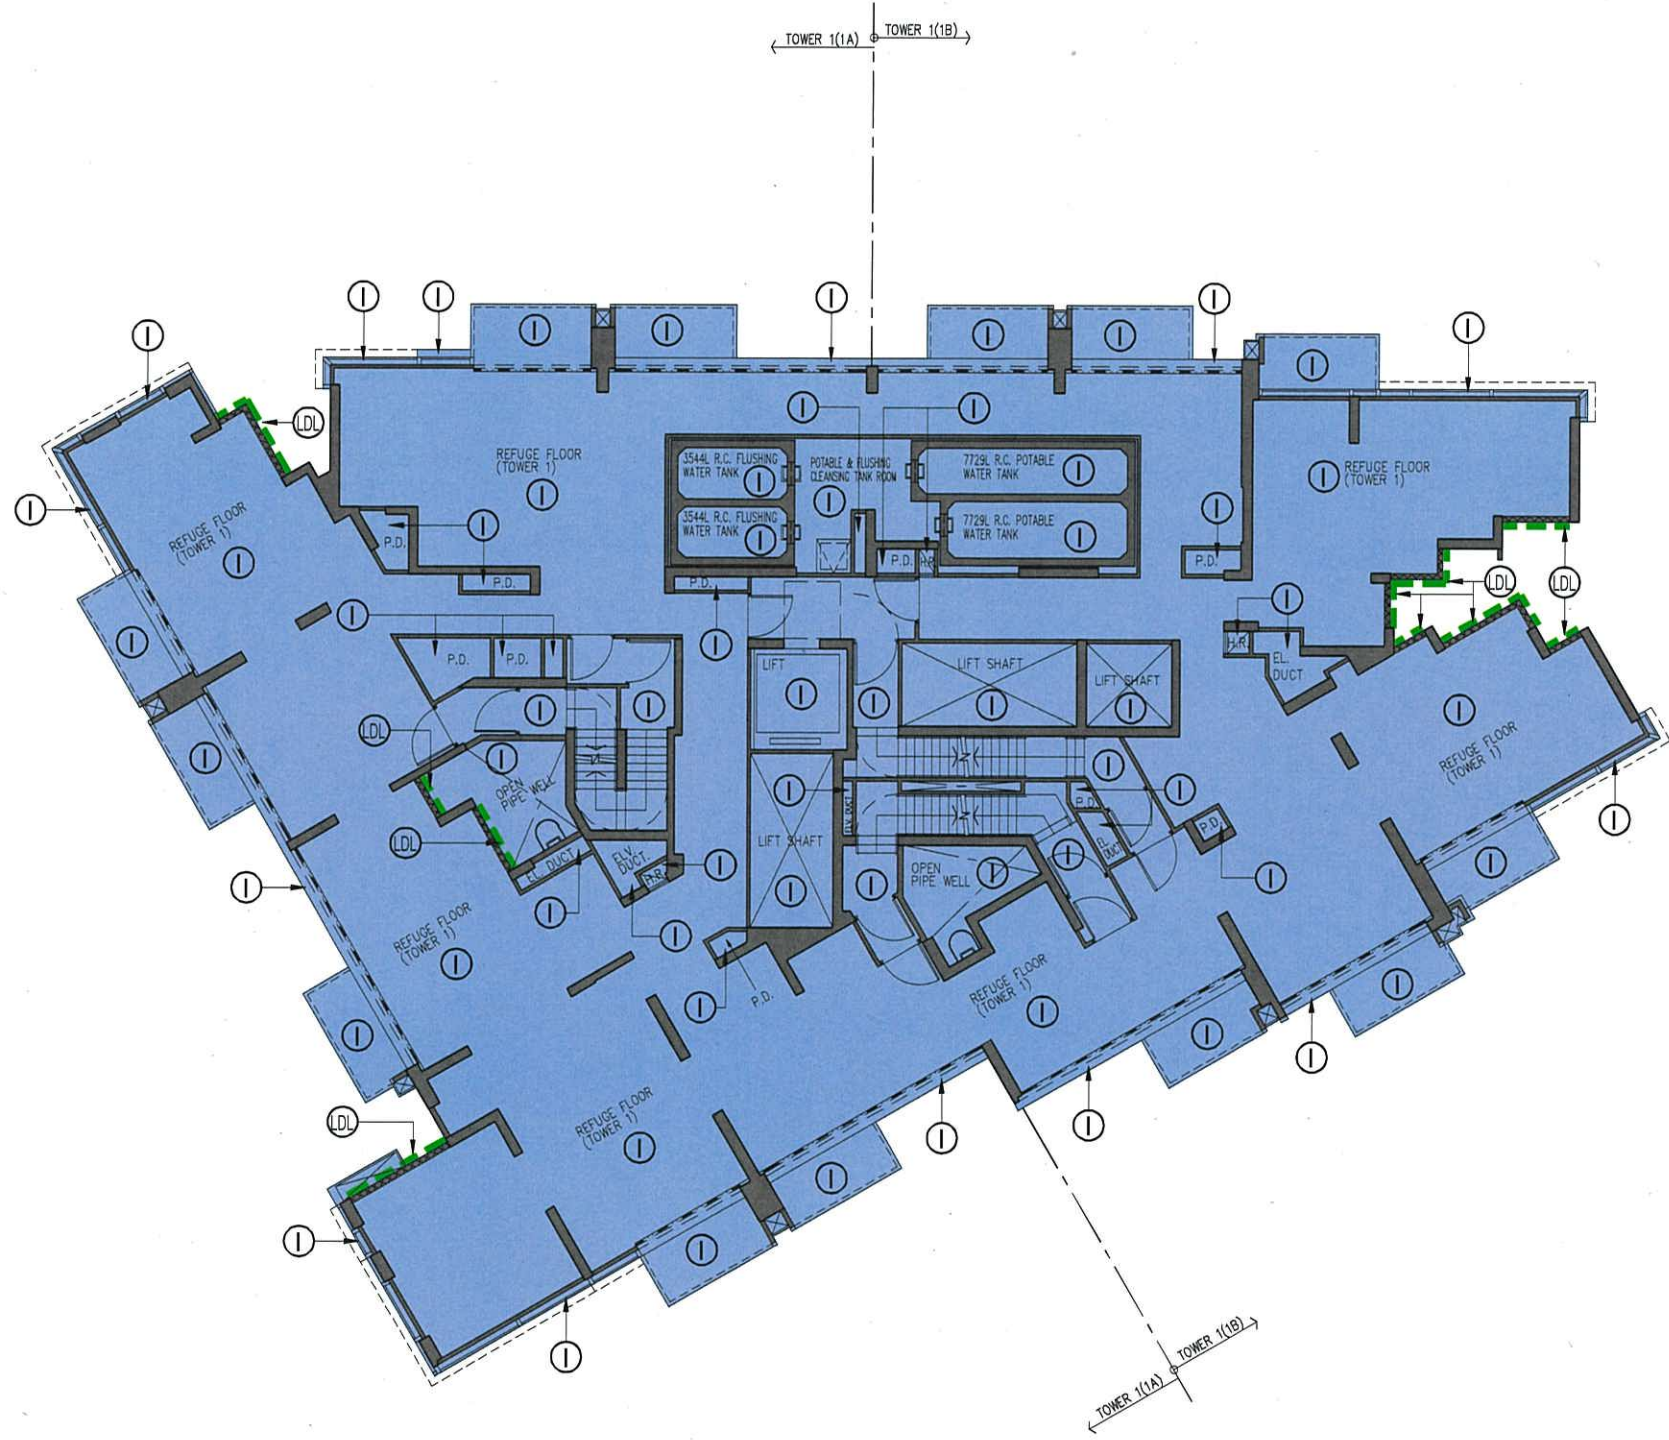 TOWER 1(1A)
TOWER 1(1B)
I
I
I
I
I
I
I
I
I
I
I
I
LDL
I
I
REFUGE FLOOR
(TOWER 1)
I
3544L R.C. FLUSHING
WATER TANK
I
POTABLE & FLUSHING
CLEANSING TANK ROOM
I
7729L R.C. POTABLE
WATER TANK
I
REFUGE FLOOR
(TOWER 1)
I
I
REFUGE FLOOR
(TOWER 1)
I
I
P.D.
3544L R.C. FLUSHING
WATER TANK
I
7729L R.C. POTABLE
WATER TANK
I
I
P.D.
H.R.
P.D.
P.D.
P.D.
LDL
LDL
I
I
I
I
P.D.
P.D.
LIFT
I
LIFT SHAFT
I
LIFT SHAFT
I
H.R.
EL.
DUCT
I
REFUGE FLOOR
(TOWER 1)
LDL
I
I
I
I
I
OPEN
PIPE WELL
I
I
I
ELV. DUCT
P.D.
I
I
LDL
LIFT SHAFT
I
EL. DUCT
ELV.
DUCT.
H.R.
I
OPEN
PIPE WELL
I
I
I
EL.
DUCT
P.D.
I
I
I
REFUGE FLOOR
(TOWER 1)
I
I
I
I
P.D.
REFUGE FLOOR
(TOWER 1)
I
I
I
I
I
LDL
REFUGE FLOOR
(TOWER 1)
I
I
I
I
I
I
I
TOWER 1(1B)
TOWER 1(1A)